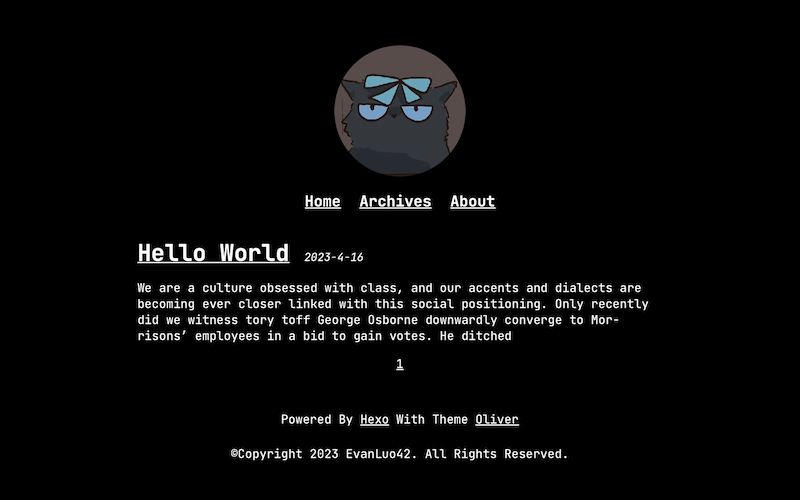 Home Archives About
Hello World 2023-4-16
We are a culture obsessed with class, and our accents and dialects are
becoming ever closer linked with this social positioning. Only recently
did we witness tory toff George Osborne downwardly converge to Mor-
risons’ employees in a bid to gain votes. He ditched
1
Powered By Hexo With Theme Oliver
©Copyright 2023 EvanLuo42. All Rights Reserved.